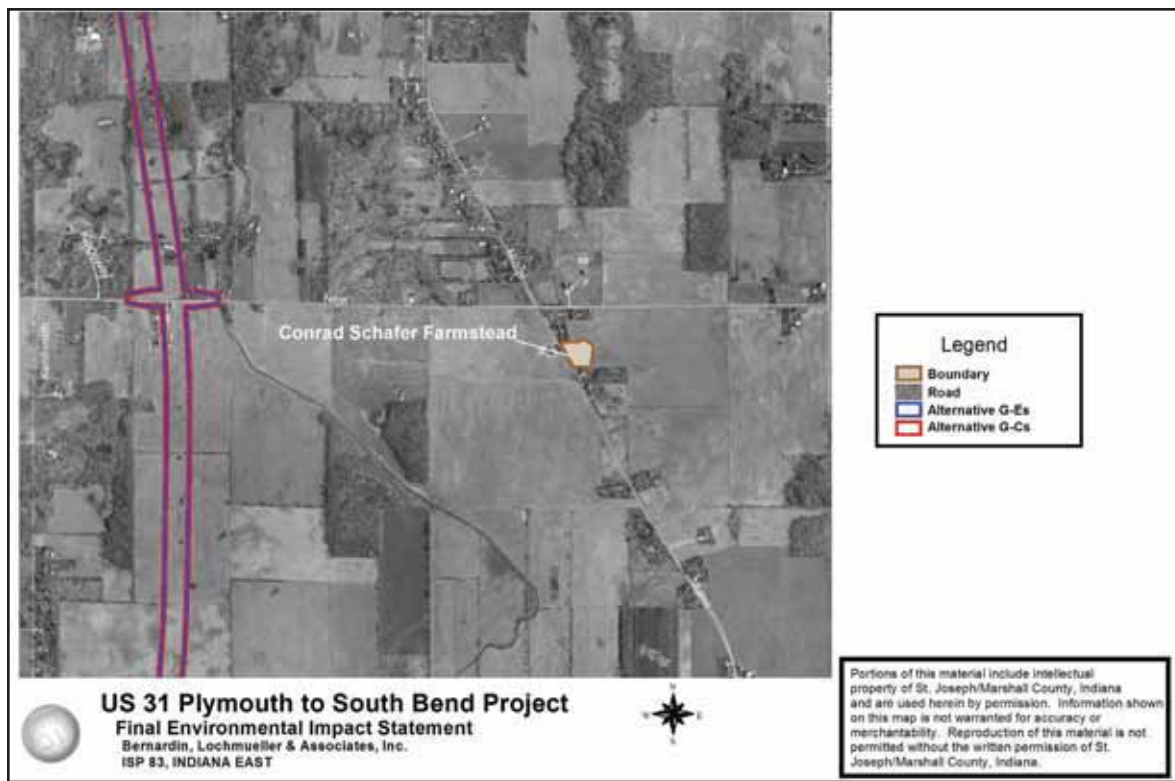 Conrad Schafer Farmstead
Legend
Boundary
Road
Alternative G-Es
Alternative G-Cs
US 31 Plymouth to South Bend Project
Final Environmental Impact Statement
Bernardin, Lochmueller & Associates, Inc.
ISP 83, INDIANA EAST
N
W
E
S
Portions of this material include intellectual
property of St. Joseph/Marshall County, Indiana
and are used herein by permission. Information shown
on this map is not warranted for accuracy or
merchantability. Reproduction of this material is not
permitted without the written permission of St.
Joseph/Marshall County, Indiana.